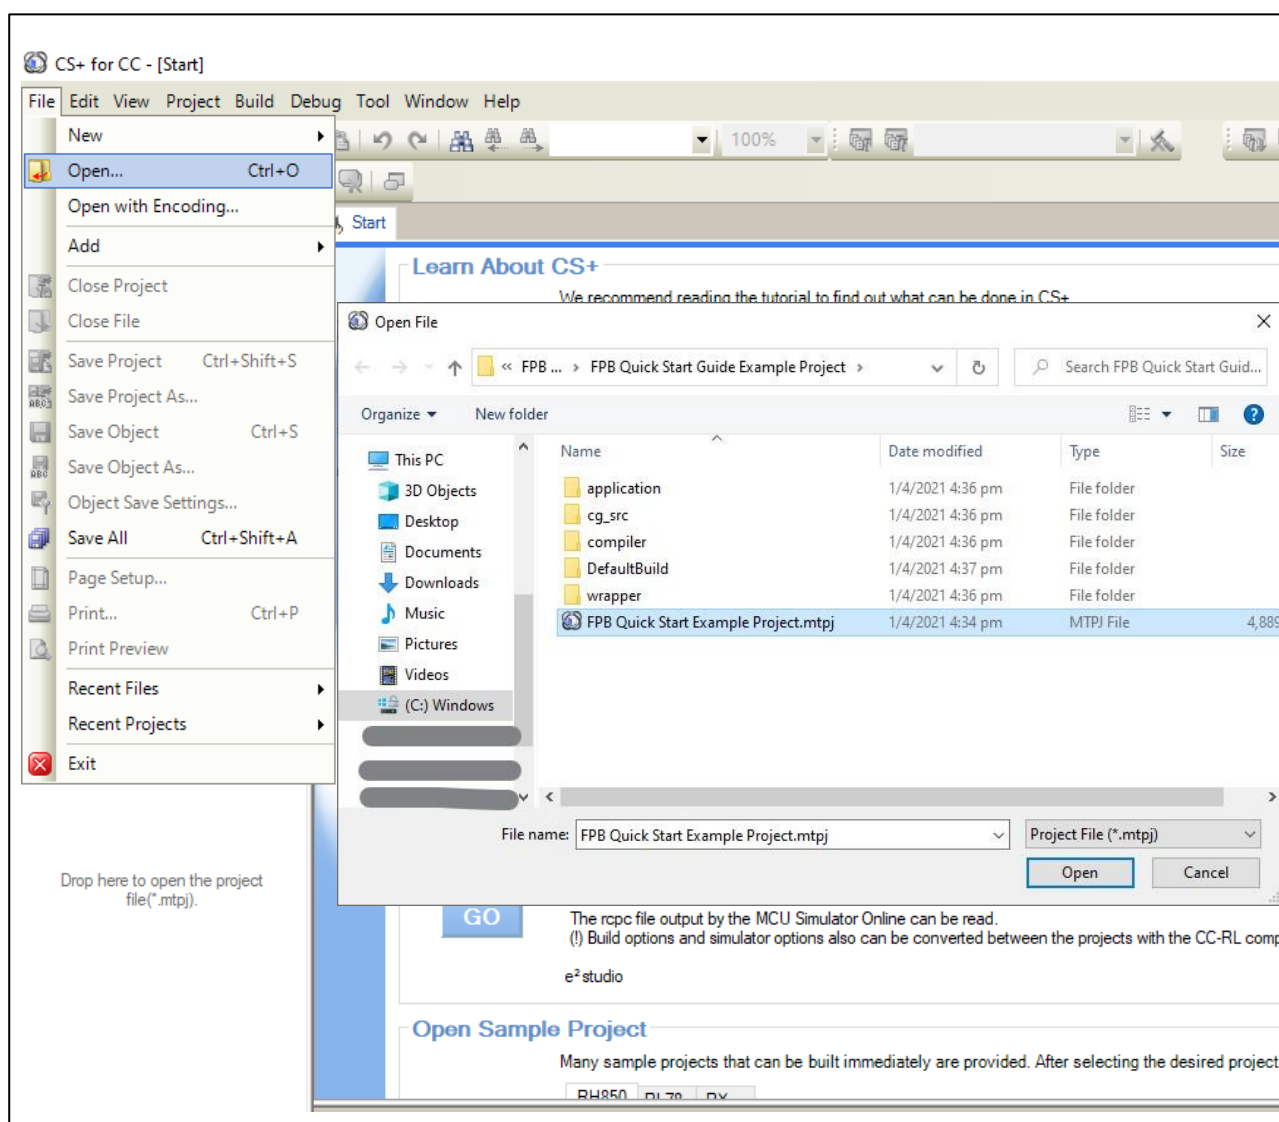 CS+ for CC - [Start]
File Edit View Project Build Debug Tool Window Help
New
Open... Ctrl+O
Open with Encoding...
Add
Close Project
Close File
Save Project Ctrl+Shift+S
Save Project As...
Save Object Ctrl+S
Save Object As...
Object Save Settings...
Save All Ctrl+Shift+A
Page Setup...
Print... Ctrl+P
Print Preview
Recent Files
Recent Projects
Exit
100%
Start
Learn About CS+
We recommend reading the tutorial to find out what can be done in CS+
Open File
« FPB ... › FPB Quick Start Guide Example Project ›
Search FPB Quick Start Guid...
Organize New folder
This PC
3D Objects
Desktop
Documents
Downloads
Music
Pictures
Videos
(C:) Windows
Name Date modified Type Size
application 1/4/2021 4:36 pm File folder
cg_src 1/4/2021 4:36 pm File folder
compiler 1/4/2021 4:36 pm File folder
DefaultBuild 1/4/2021 4:37 pm File folder
wrapper 1/4/2021 4:36 pm File folder
FPB Quick Start Example Project.mtpj 1/4/2021 4:34 pm MTPJ File 4,889
File name: FPB Quick Start Example Project.mtpj Project File (*.mtpj)
Open Cancel
Drop here to open the project
file(*.mtpj).
GO
The rcpc file output by the MCU Simulator Online can be read.
(!) Build options and simulator options also can be converted between the projects with the CC-RL comp
e² studio
Open Sample Project
Many sample projects that can be built immediately are provided. After selecting the desired project
RH850 RL78 RX